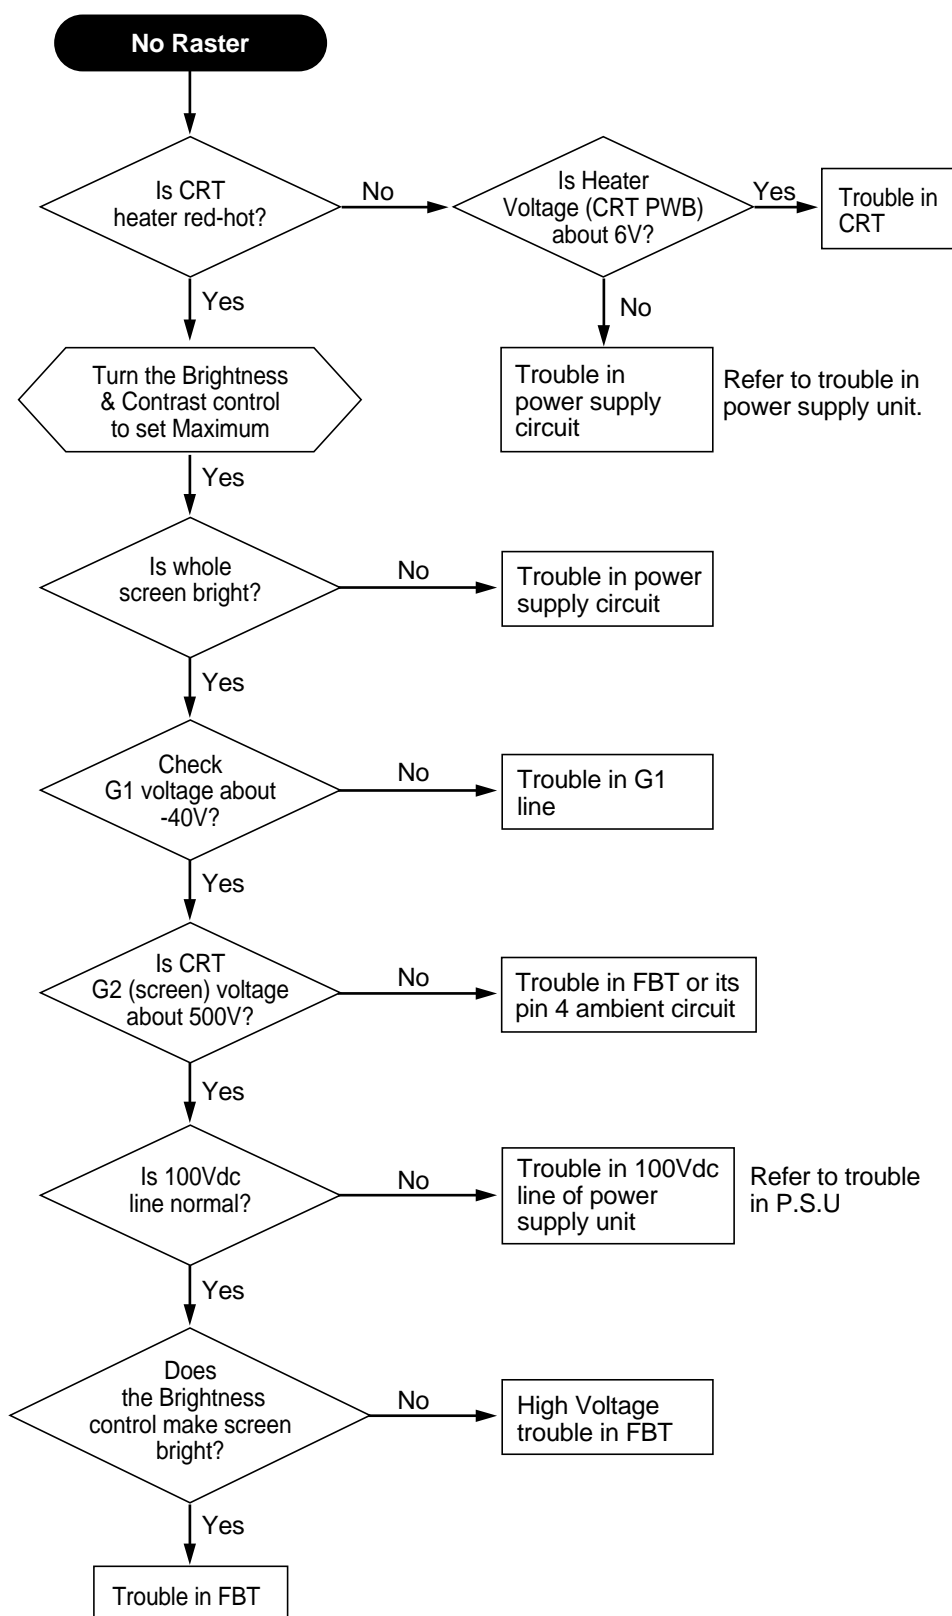 No Raster
Is CRT
heater red-hot?
No
Is Heater
Voltage (CRT PWB)
about 6V?
Yes
Trouble in
CRT
Yes
No
Turn the Brightness
& Contrast control
to set Maximum
Trouble in
power supply
circuit
Refer to trouble in
power supply unit.
Yes
Is whole
screen bright?
No
Trouble in power
supply circuit
Yes
Check
G1 voltage about
-40V?
No
Trouble in G1
line
Yes
Is CRT
G2 (screen) voltage
about 500V?
No
Trouble in FBT or its
pin 4 ambient circuit
Yes
Is 100Vdc
line normal?
No
Trouble in 100Vdc
line of power
supply unit
Refer to trouble
in P.S.U
Yes
Does
the Brightness
control make screen
bright?
No
High Voltage
trouble in FBT
Yes
Trouble in FBT